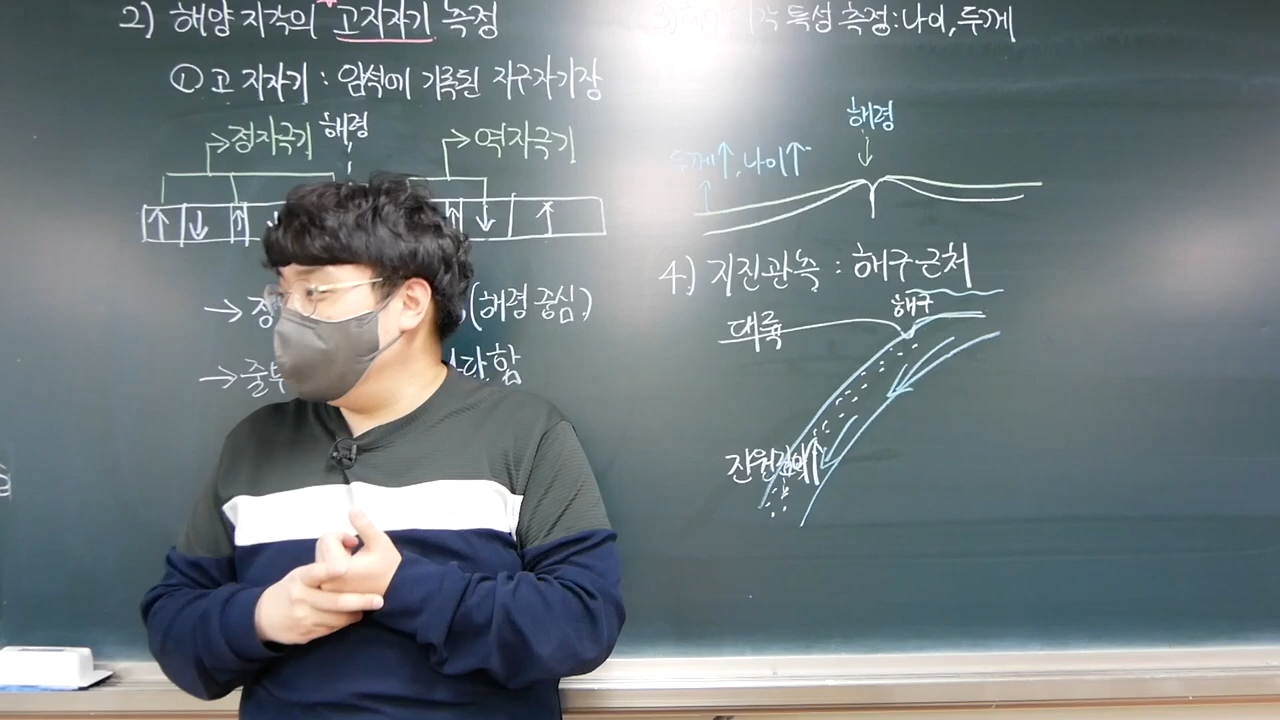 2) 해양 지각의 고지자기 측정
① 고 지자기 : 암석에 기록된 지구자기장
정자극기 해령 역자극기
↑ ↓ ↑ ↓ ↑
(해령 중심)
함
특성 측정 : 나이, 두께
해령
두께↑, 나이↑
4) 지진관측 : 해구근처
해구
대륙
진원깊이↑